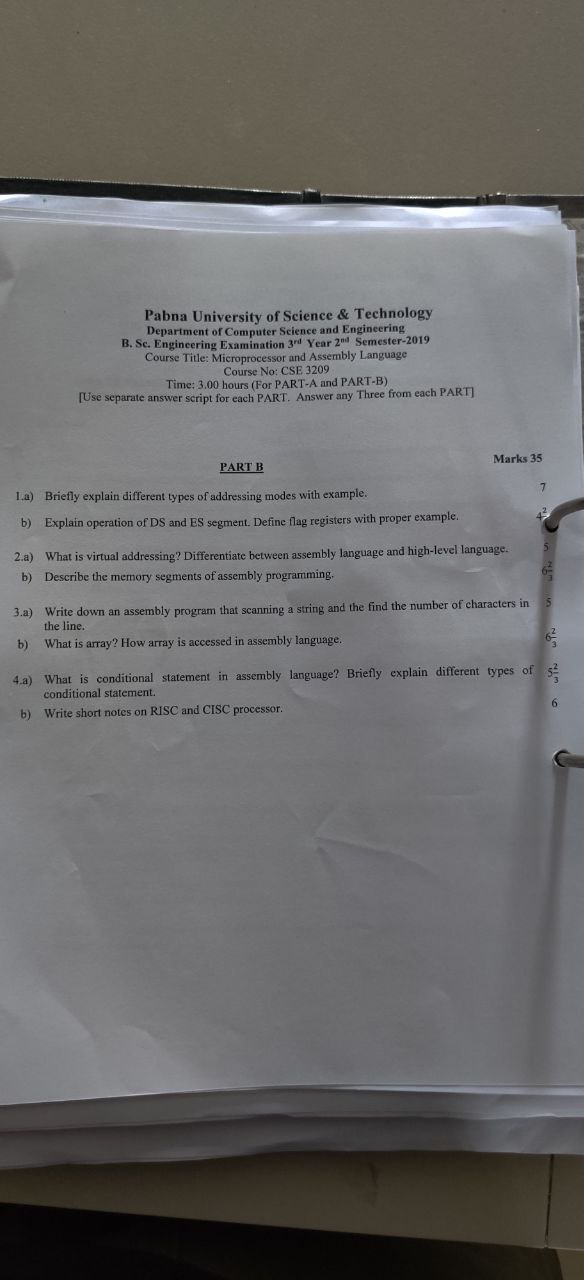 Pabna University of Science & Technology
Department of Computer Science and Engineering
B. Sc. Engineering Examination 3rd Year 2nd Semester-2019
Course Title: Microprocessor and Assembly Language
Course No: CSE 3209
Time: 3.00 hours (For PART-A and PART-B)
[Use separate answer script for each PART. Answer any Three from each PART]
PART B Marks 35
1.a) Briefly explain different types of addressing modes with example. 7
b) Explain operation of DS and ES segment. Define flag registers with proper example.
2.a) What is virtual addressing? Differentiate between assembly language and high-level language. 5
b) Describe the memory segments of assembly programming. 6 2/3
3.a) Write down an assembly program that scanning a string and the find the number of characters in 5
the line.
b) What is array? How array is accessed in assembly language. 6 2/3
4.a) What is conditional statement in assembly language? Briefly explain different types of 5 2/3
conditional statement.
b) Write short notes on RISC and CISC processor. 6